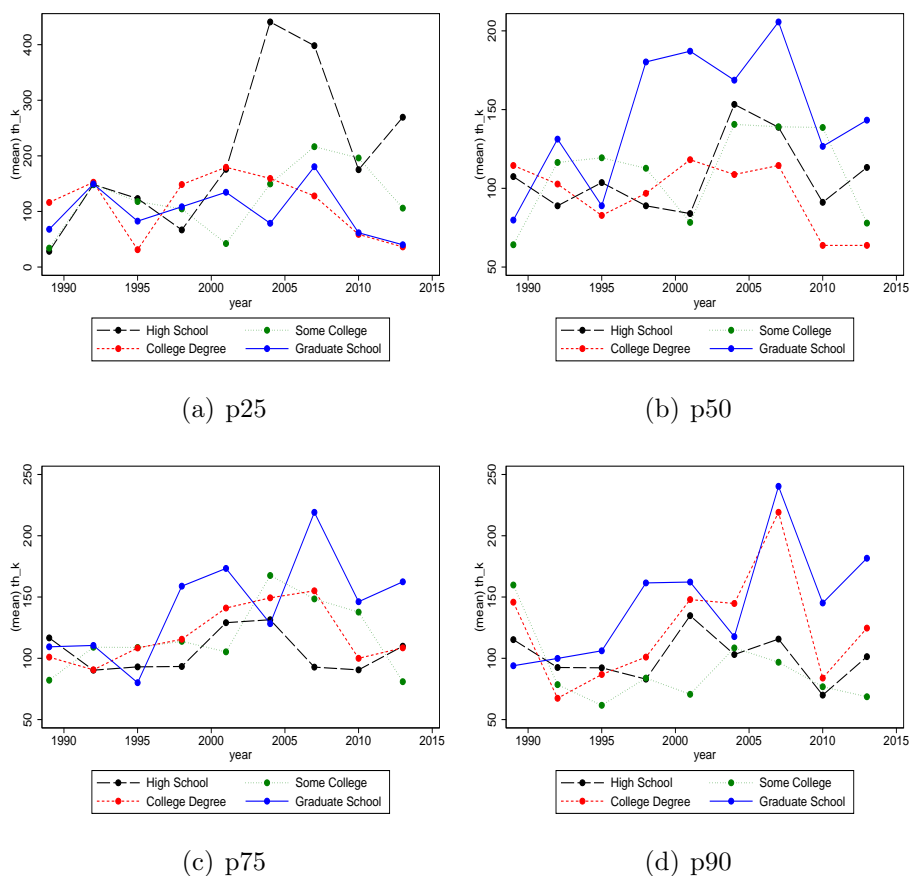 (mean) th_k
400
300
200
100
0
1990 1995 2000 2005 2010 2015
year
High School Some College
College Degree Graduate School
(a) p25
(mean) th_k
200
150
100
50
1990 1995 2000 2005 2010 2015
year
High School Some College
College Degree Graduate School
(b) p50
(mean) th_k
250
200
150
100
50
1990 1995 2000 2005 2010 2015
year
High School Some College
College Degree Graduate School
(c) p75
(mean) th_k
250
200
150
100
50
1990 1995 2000 2005 2010 2015
year
High School Some College
College Degree Graduate School
(d) p90